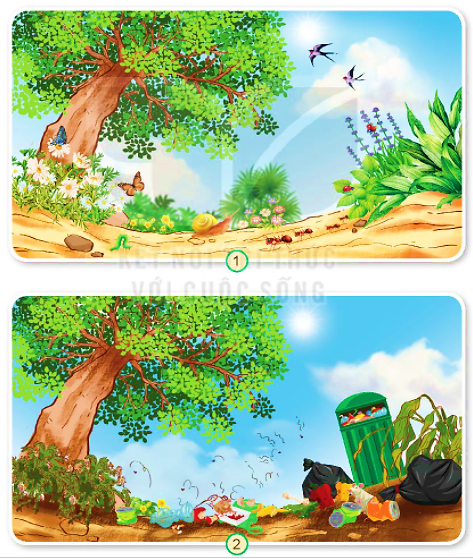 1
KẾT NỐI TRI THỨC
VỚI CUỘC SỐNG
2